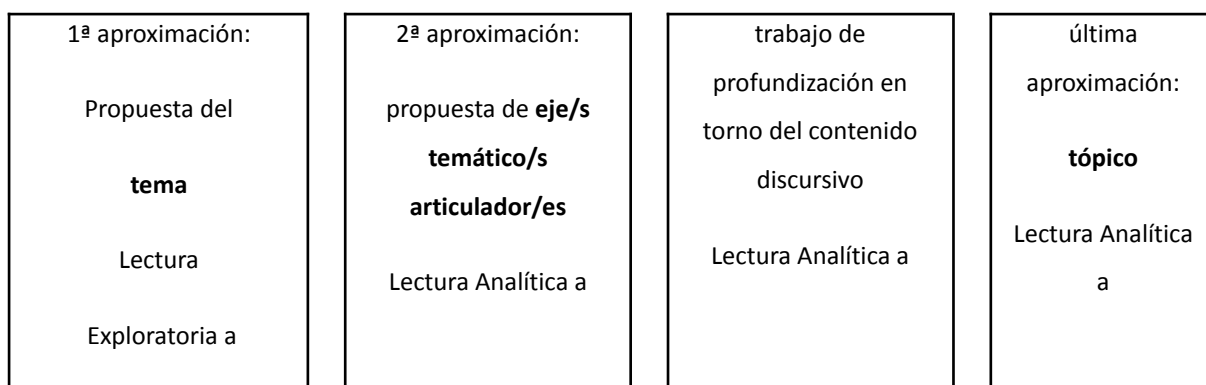 1ª aproximación:
Propuesta del
tema
Lectura
Exploratoria a
2ª aproximación:
propuesta de eje/s
temático/s
articulador/es
Lectura Analítica a
trabajo de
profundización en
torno del contenido
discursivo
Lectura Analítica a
última
aproximación:
tópico
Lectura Analítica
a